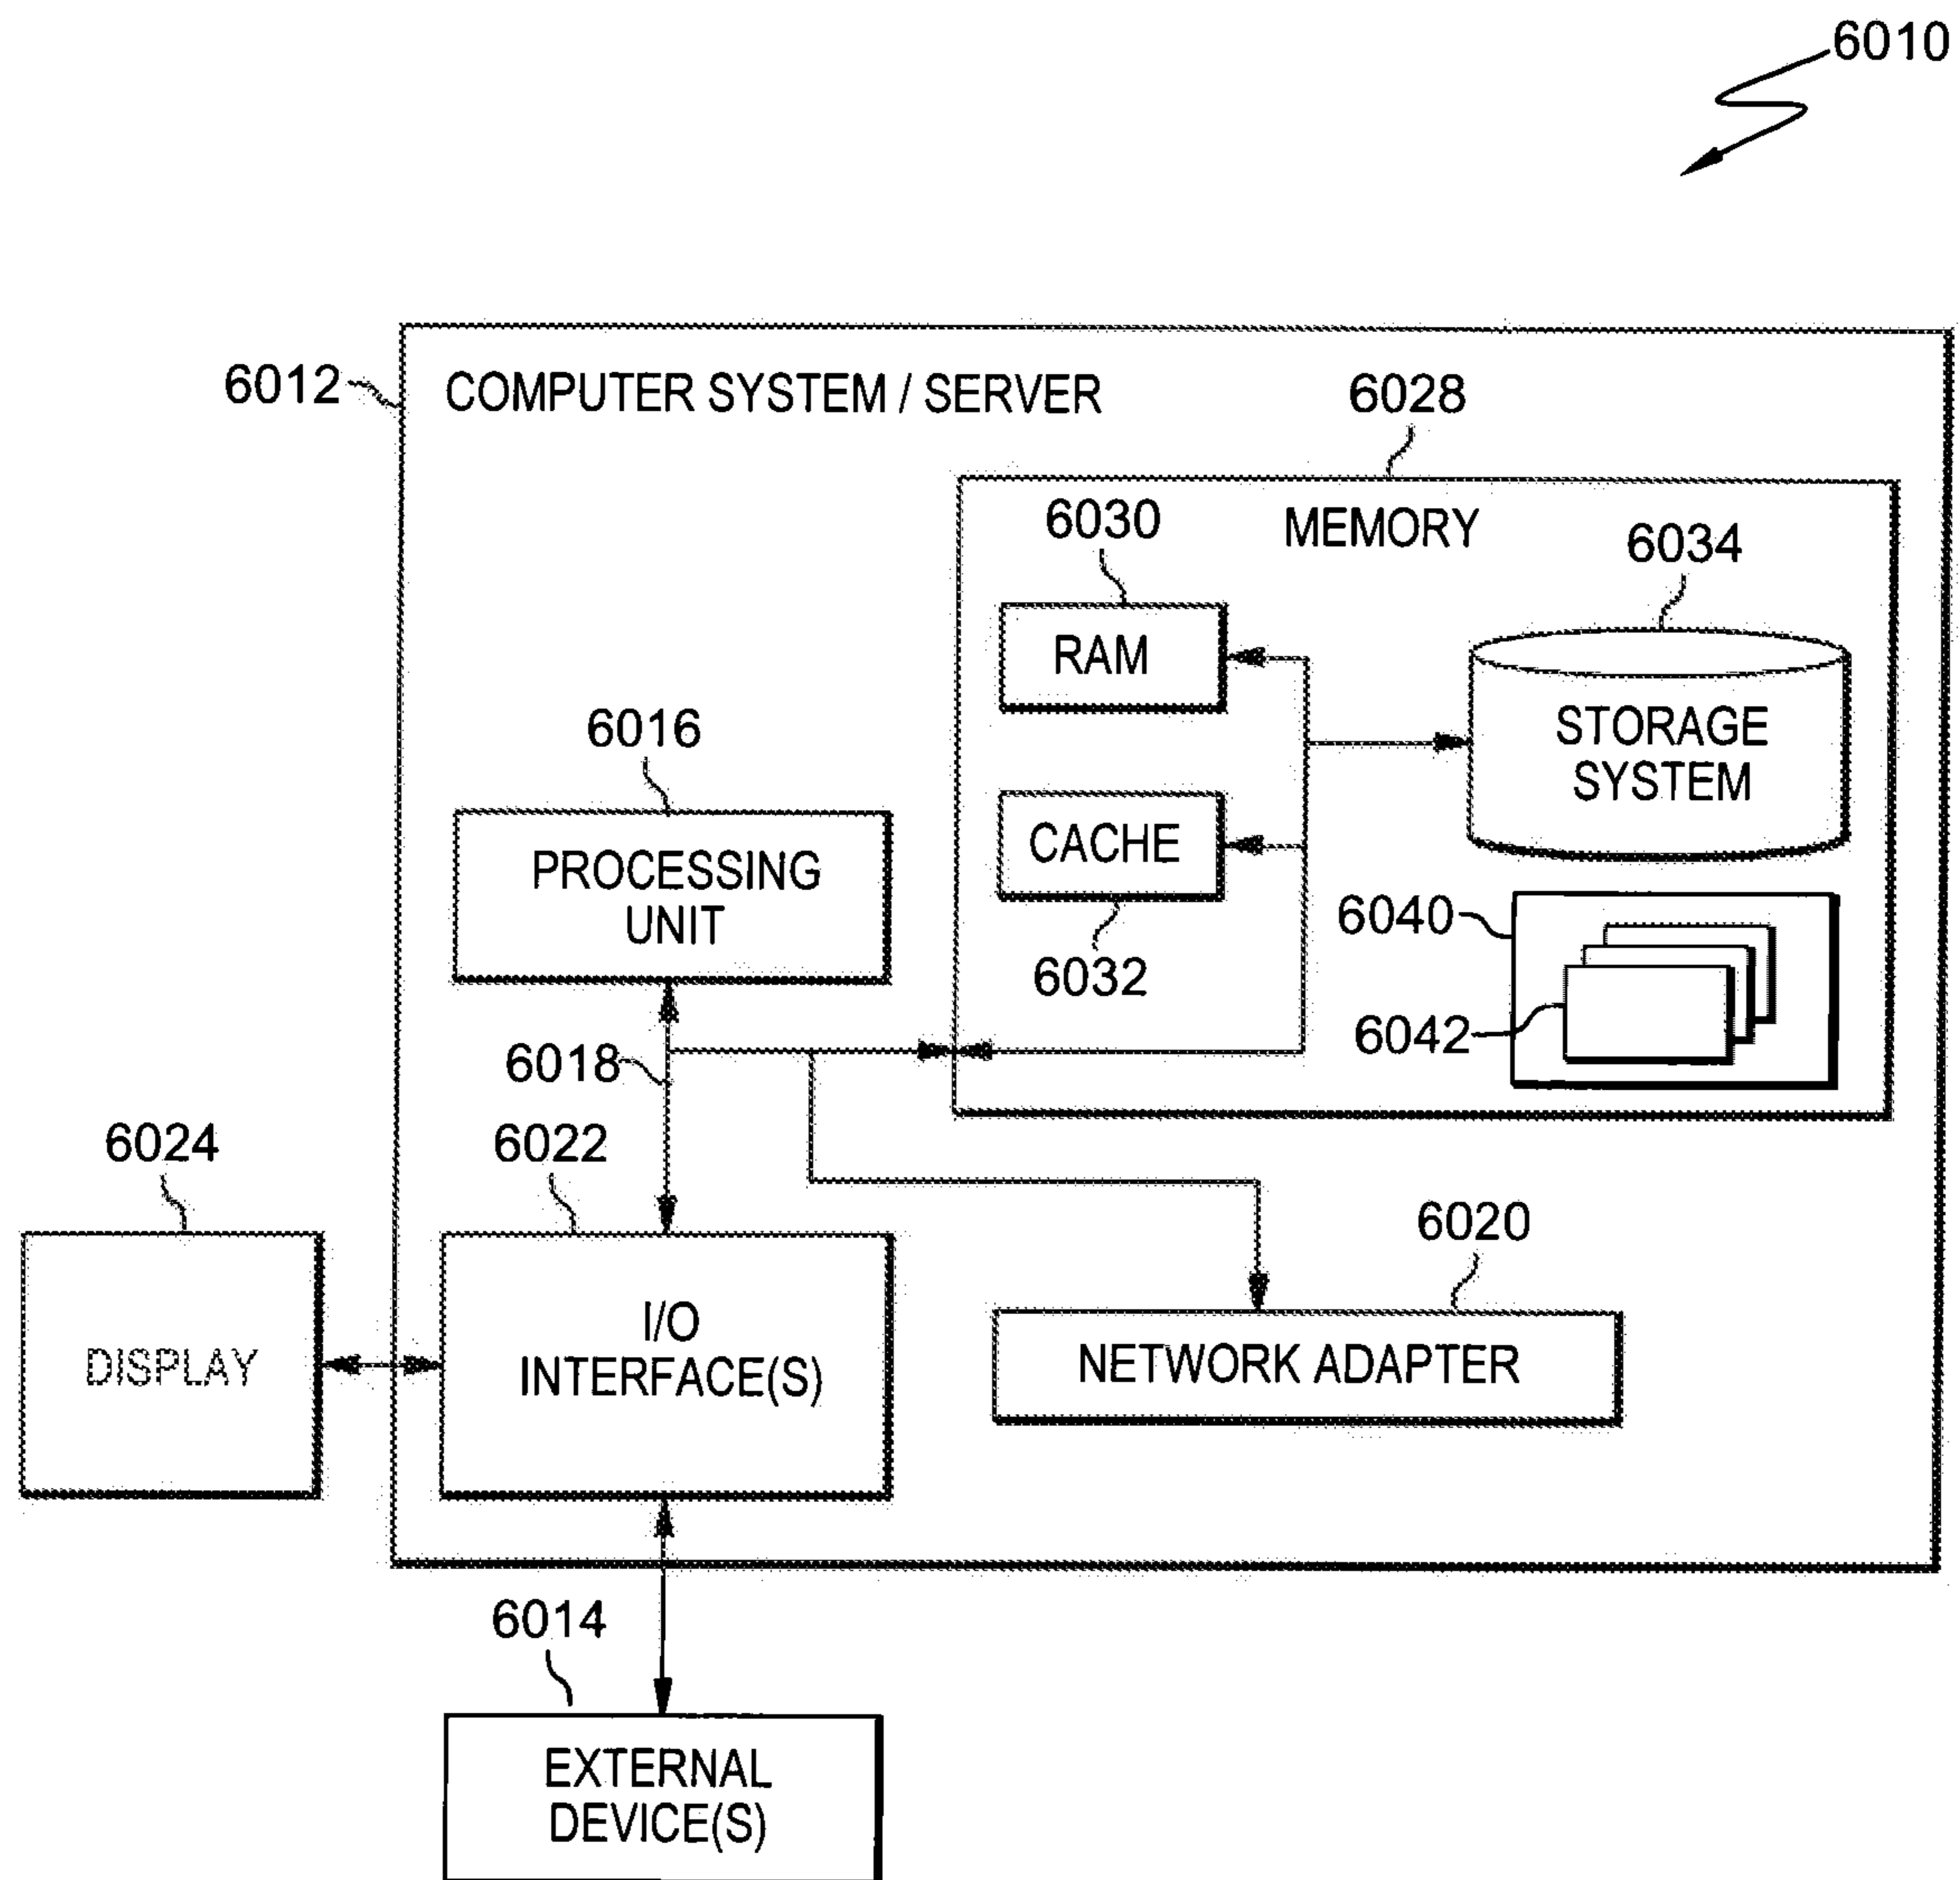 6010
6012
COMPUTER SYSTEM / SERVER
6028
MEMORY
6030
6034
RAM
STORAGE
SYSTEM
6016
CACHE
PROCESSING
UNIT
6032
6040
6042
6018
6024
6022
6020
I/O
INTERFACE(S)
DISPLAY
NETWORK ADAPTER
6014
EXTERNAL
DEVICE(S)